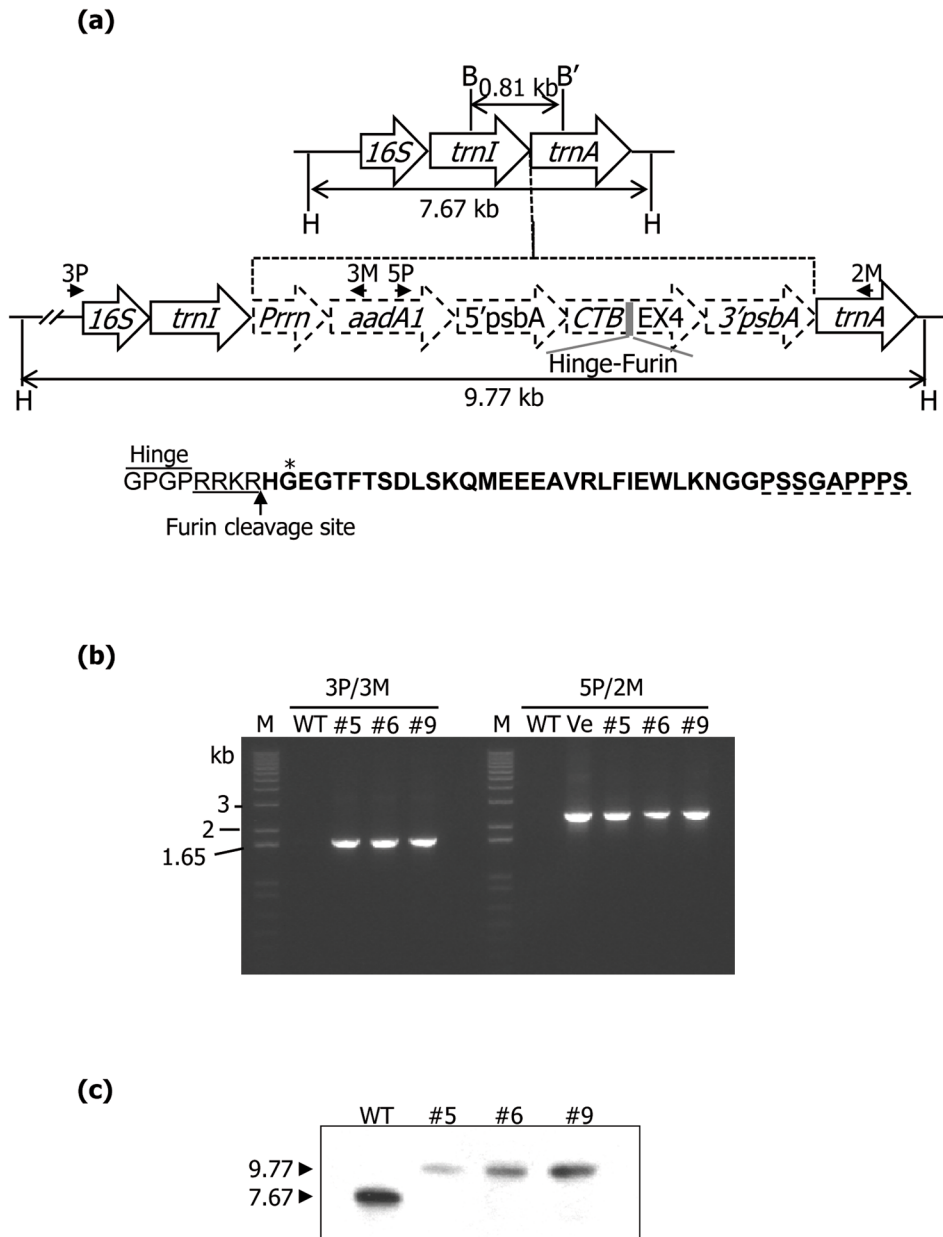 (a)
B 0.81 kb B′
16S trnI trnA
7.67 kb
H H
3P 3M 5P 2M
16S trnI Prrn aadA1 5′psbA CTB EX4 3′psbA trnA
Hinge-Furin
9.77 kb
H H
Hinge *
GPGPRRKRHGEGTFTSDLSKQMEEEAVRLFIEWLKNGGPSSGAPPPS
Furin cleavage site
(b)
3P/3M 5P/2M
M WT #5 #6 #9 M WT Ve #5 #6 #9
kb
3
2
1.65
(c)
WT #5 #6 #9
9.77
7.67